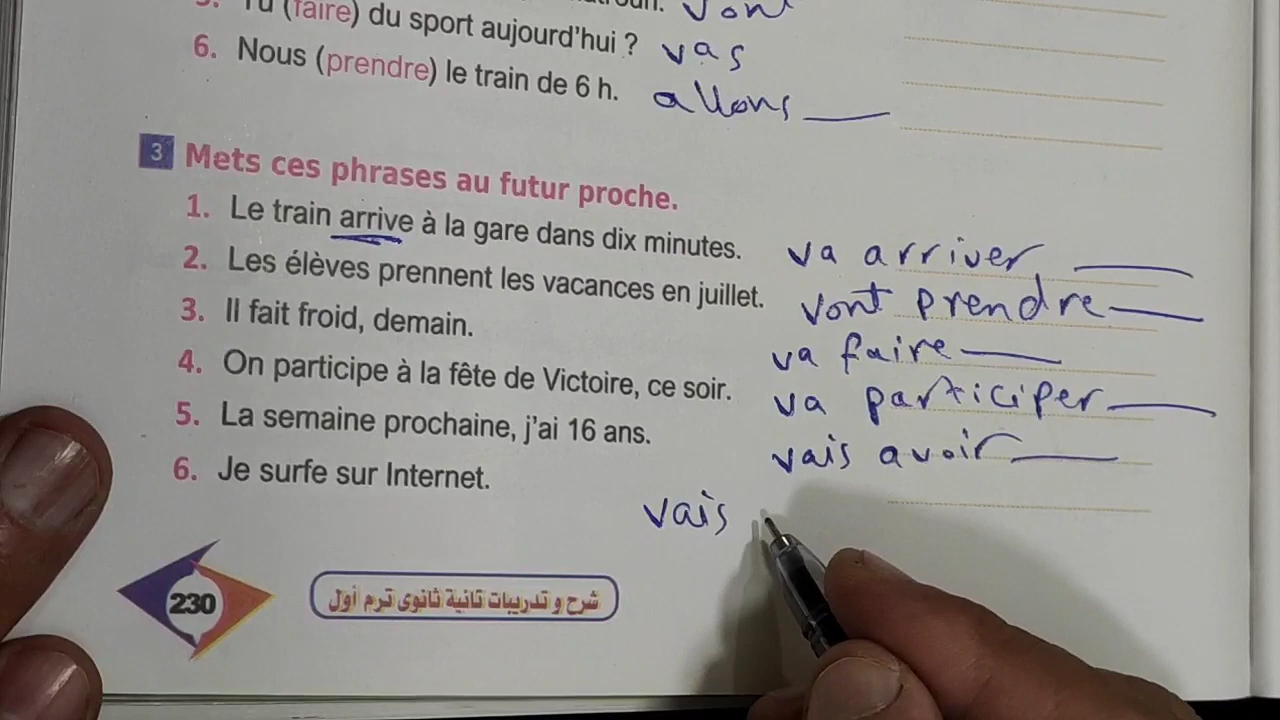 vont
5. Tu (faire) du sport aujourd'hui ? vas
6. Nous (prendre) le train de 6 h. allons
3 Mets ces phrases au futur proche.
1. Le train arrive à la gare dans dix minutes. va arriver
2. Les élèves prennent les vacances en juillet. vont prendre
3. Il fait froid, demain. va faire
4. On participe à la fête de Victoire, ce soir. va participer
5. La semaine prochaine, j'ai 16 ans. vais avoir
6. Je surfe sur Internet. vais
230 شرح و تدريبات تانية ثانوى ترم أول